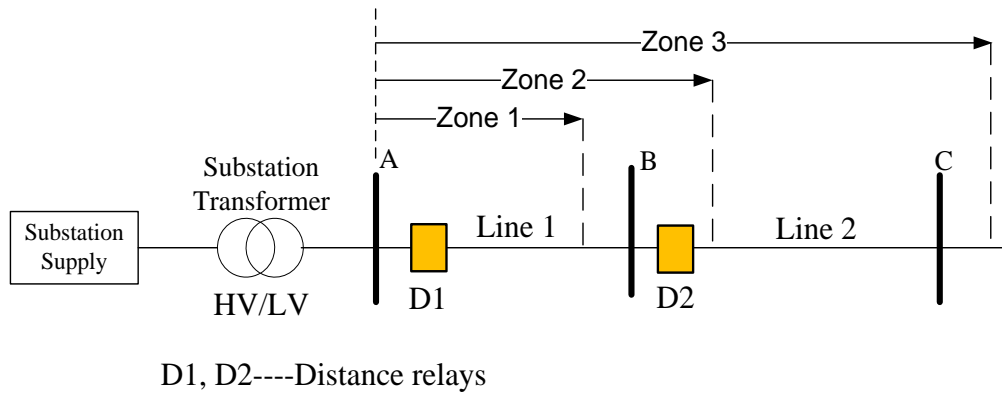 Zone 3
Zone 2
Zone 1
A
B
C
Substation
Transformer
Substation
Supply
Line 1
Line 2
HV/LV
D1
D2
D1, D2----Distance relays